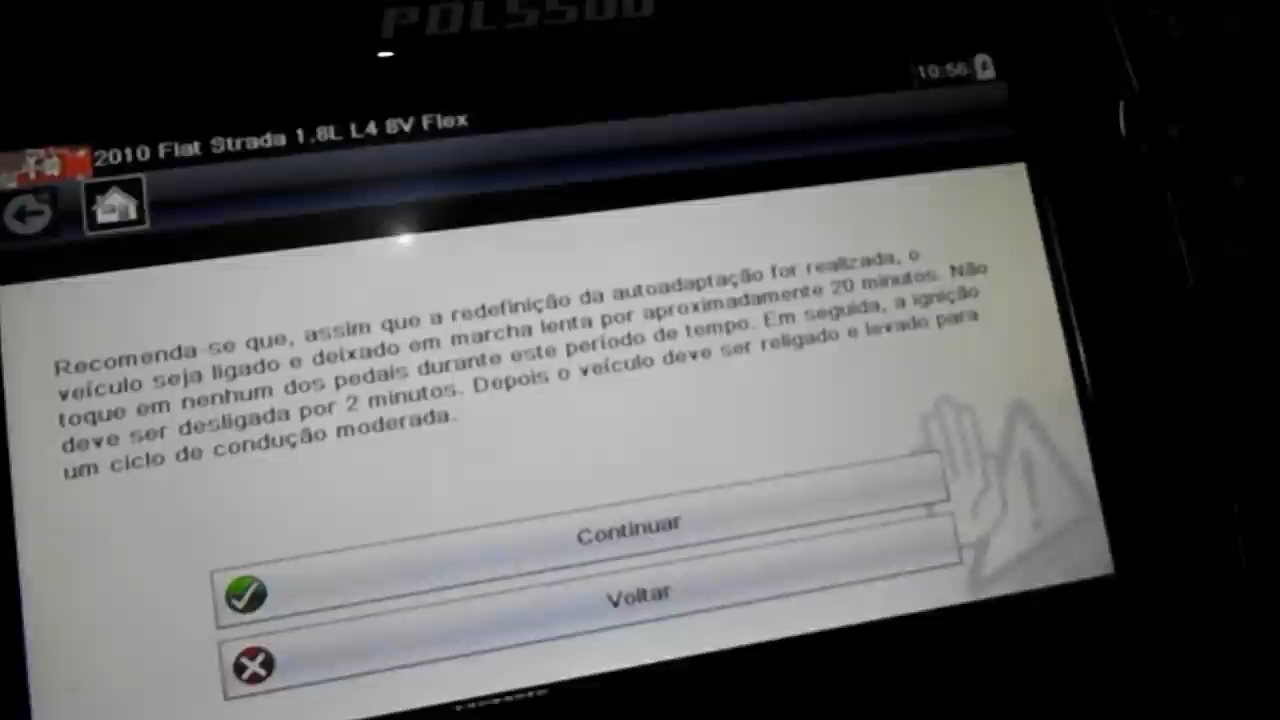 PDL5500
10:56
2010 Fiat Strada 1.8L L4 8V Flex
Recomenda-se que, assim que a redefinição da autoadaptação for realizada, o
veículo seja ligado e deixado em marcha lenta por aproximadamente 20 minutos. Não
toque em nenhum dos pedais durante este período de tempo. Em seguida, a ignição
deve ser desligada por 2 minutos. Depois o veículo deve ser religado e levado para
um ciclo de condução moderada.
Continuar
Voltar